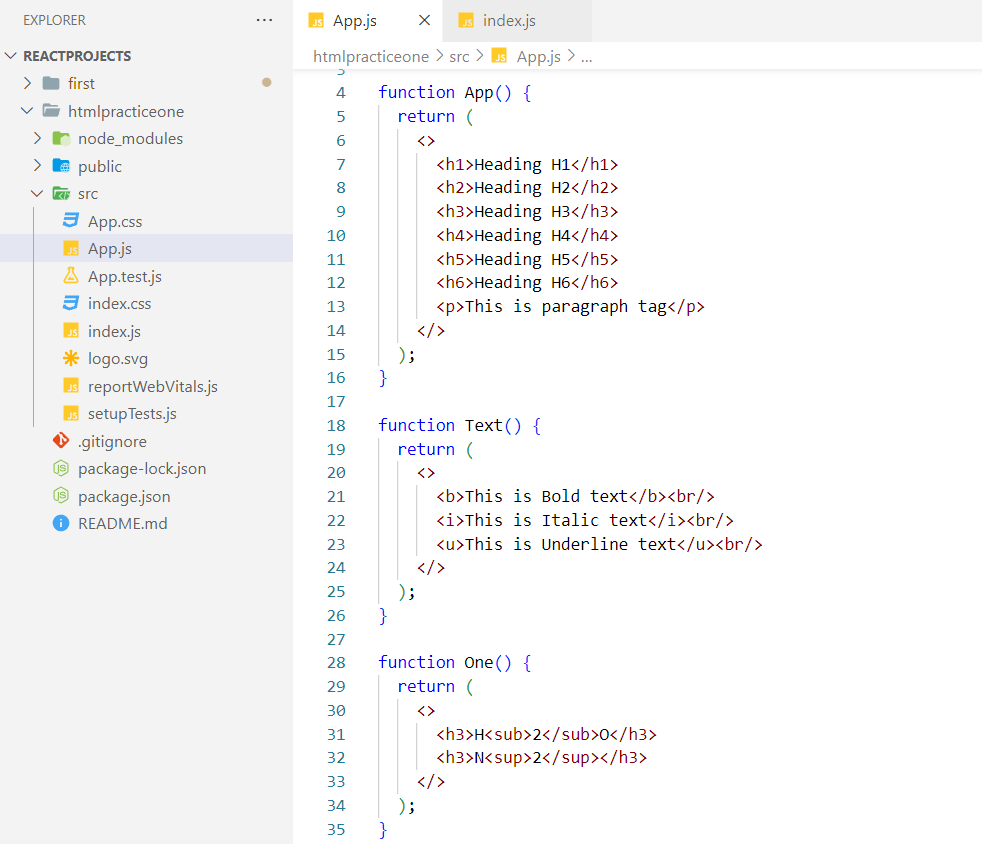 EXPLORER
...
REACTPROJECTS
first
htmlpracticeone
node_modules
public
src
App.css
App.js
App.test.js
index.css
index.js
logo.svg
reportWebVitals.js
setupTests.js
.gitignore
package-lock.json
package.json
README.md
JS App.js
JS index.js
htmlpracticeone > src > JS App.js > ...
3
4 function App() {
5 return (
6 <>
7 <h1>Heading H1</h1>
8 <h2>Heading H2</h2>
9 <h3>Heading H3</h3>
10 <h4>Heading H4</h4>
11 <h5>Heading H5</h5>
12 <h6>Heading H6</h6>
13 <p>This is paragraph tag</p>
14 </>
15 );
16 }
17
18 function Text() {
19 return (
20 <>
21 <b>This is Bold text</b><br/>
22 <i>This is Italic text</i><br/>
23 <u>This is Underline text</u><br/>
24 </>
25 );
26 }
27
28 function One() {
29 return (
30 <>
31 <h3>H<sub>2</sub>O</h3>
32 <h3>N<sup>2</sup></h3>
33 </>
34 );
35 }